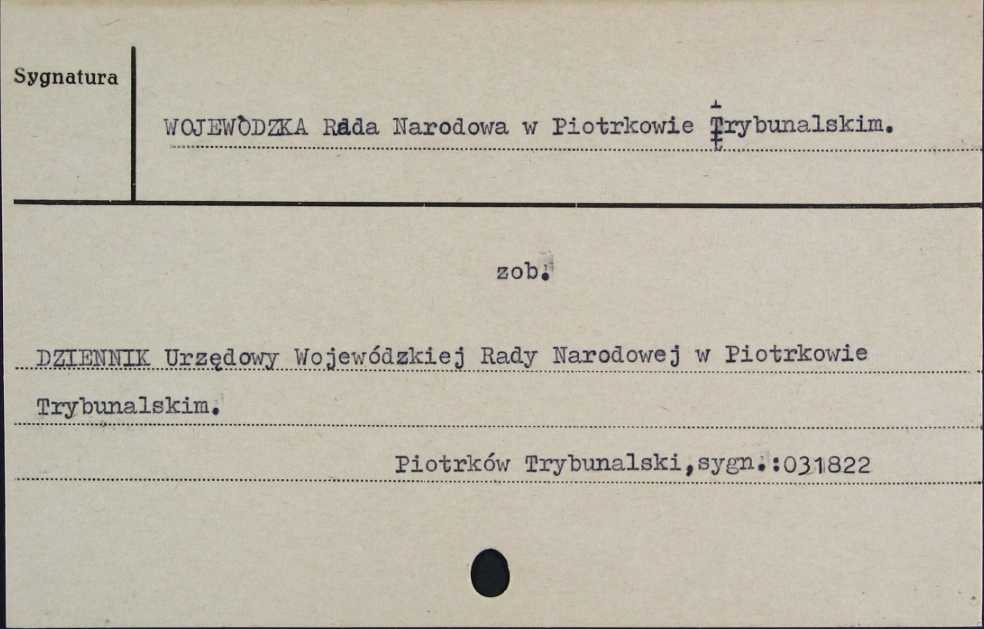 Sygnatura
WOJEWÓDZKA Rada Narodowa w Piotrkowie Trybunalskim.
zob.
DZIENNIK Urzędowy Wojewódzkiej Rady Narodowej w Piotrkowie
Trybunalskim.
Piotrków Trybunalski,sygn.:031822